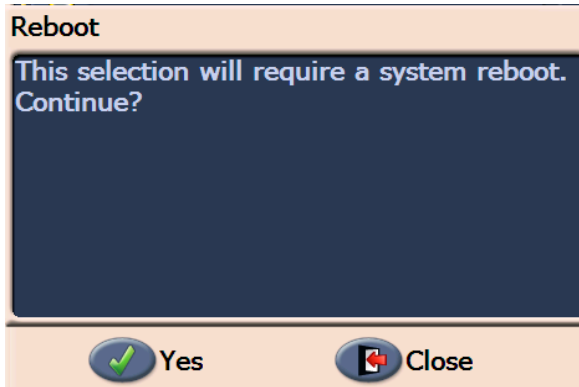 Reboot
This selection will require a system reboot.
Continue?
Yes
Close